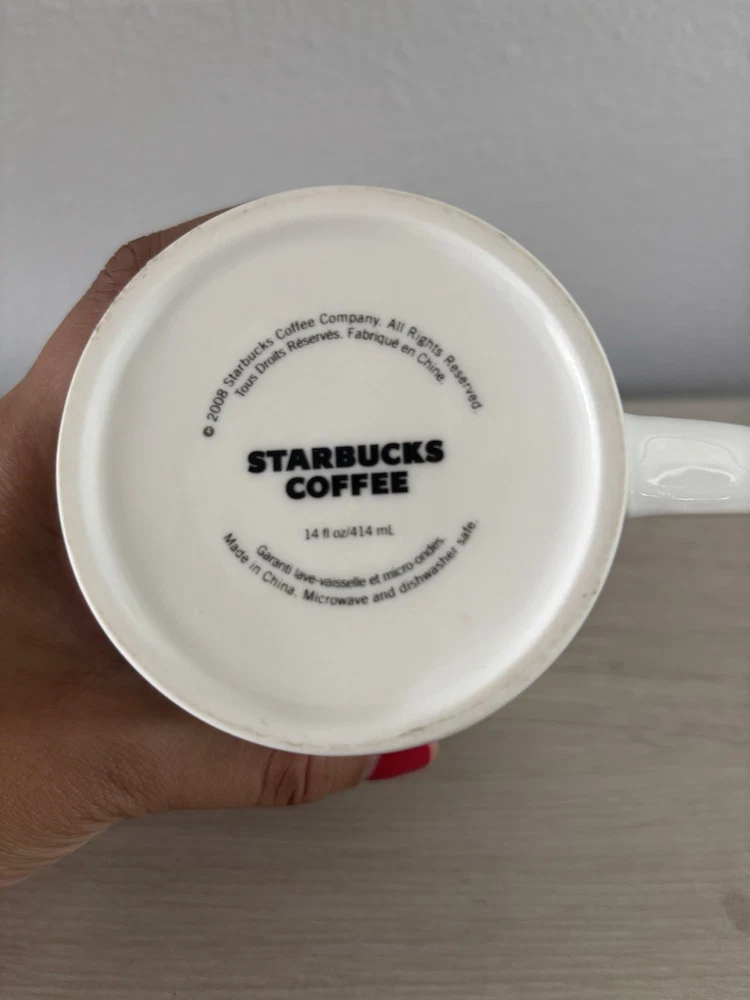 © 2008 Starbucks Coffee Company. All Rights Reserved.
Tous Droits Réservés. Fabriqué en Chine.
STARBUCKS
COFFEE
14 fl oz/414 mL
Garanti lave-vaisselle et micro-ondes.
Made in China. Microwave and dishwasher safe.